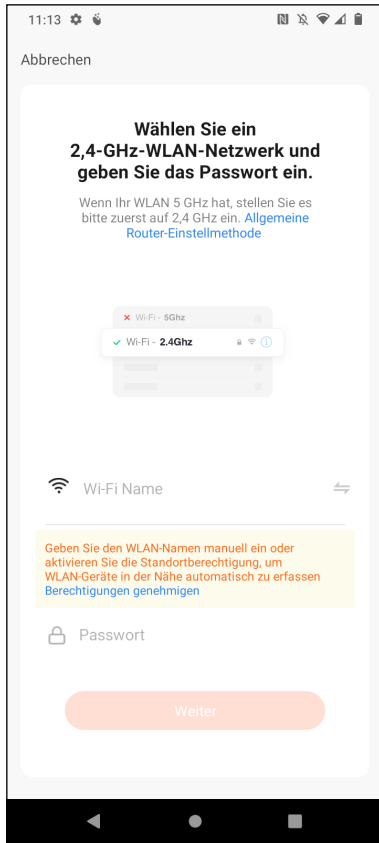 11:13
Abbrechen
Wählen Sie ein
2,4-GHz-WLAN-Netzwerk und
geben Sie das Passwort ein.
Wenn Ihr WLAN 5 GHz hat, stellen Sie es
bitte zuerst auf 2,4 GHz ein. Allgemeine
Router-Einstellmethode
Wi-Fi - 5Ghz
Wi-Fi - 2.4Ghz
Wi-Fi Name
Geben Sie den WLAN-Namen manuell ein oder
aktivieren Sie die Standortberechtigung, um
WLAN-Geräte in der Nähe automatisch zu erfassen
Berechtigungen genehmigen
Passwort
Weiter